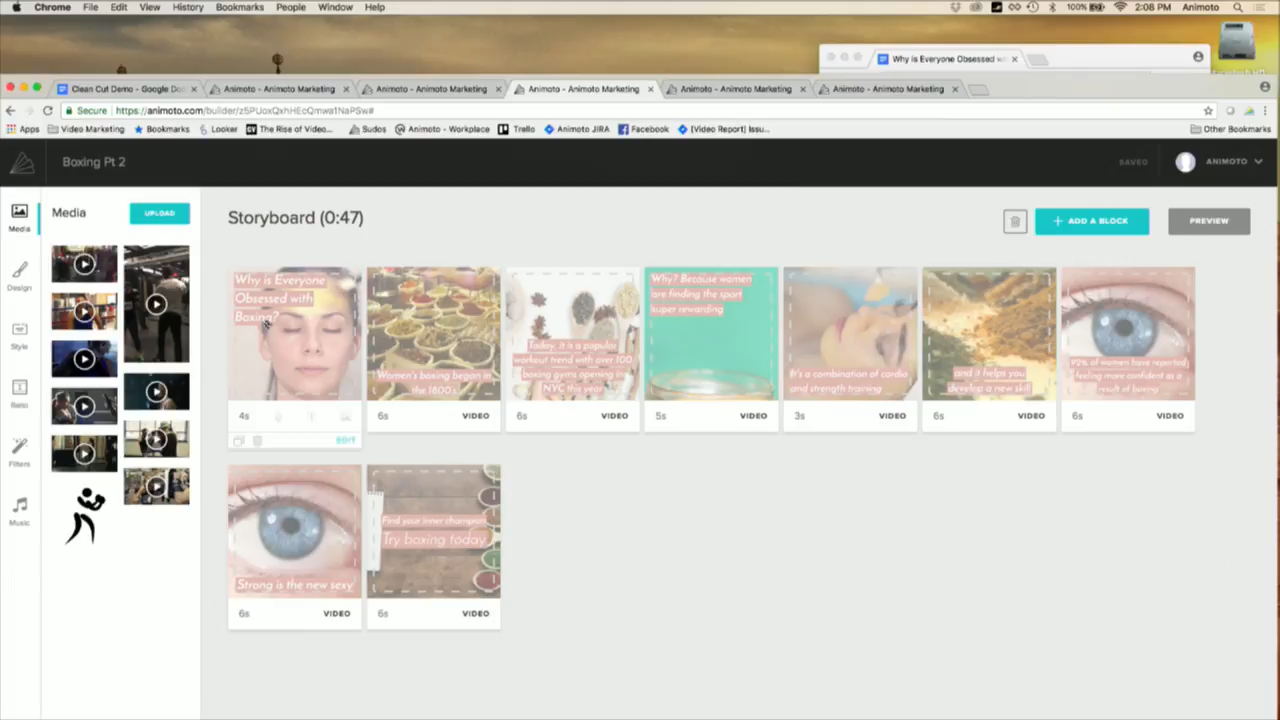 Chrome File Edit View History Bookmarks People Window Help
100% 2:08 PM Animoto
Why is Everyone Obsessed w
Clean Cut Demo - Google Do
Animoto - Animoto Marketing
Animoto - Animoto Marketing
Animoto - Animoto Marketing
Animoto - Animoto Marketing
Animoto - Animoto Marketing
Secure
Apps Video Marketing Bookmarks Looker The Rise of Video... Sudos Animoto - Workplace Trello Animoto JIRA Facebook [Video Report] Issu... Other Bookmarks
Boxing Pt 2
SAVED
ANIMOTO
Media
Design
Style
Ratio
Filters
Music
Media
UPLOAD
Storyboard (0:47)
+ ADD A BLOCK
PREVIEW
Why is Everyone
Obsessed with
Boxing?
4s
EDIT
Women's boxing began in
the 1800's
6s VIDEO
Today, it is a popular
workout trend with over 100
boxing gyms opening in
NYC this year
6s VIDEO
Why? Because women
are finding the sport
super rewarding
5s VIDEO
It's a combination of cardio
and strength training
3s VIDEO
and it helps you
develop a new skill
6s VIDEO
92% of women have reported
feeling more confident as a
result of boxing
6s VIDEO
Strong is the new sexy
6s VIDEO
Find your inner champion
Try boxing today
6s VIDEO